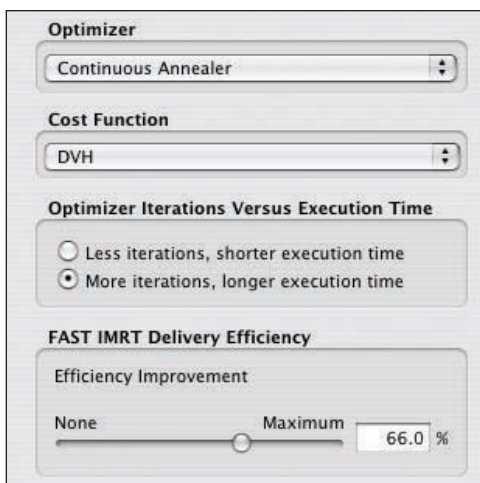 Optimizer
Continuous Annealer
Cost Function
DVH
Optimizer Iterations Versus Execution Time
Less iterations, shorter execution time
More iterations, longer execution time
FAST IMRT Delivery Efficiency
Efficiency Improvement
None Maximum 66.0 %